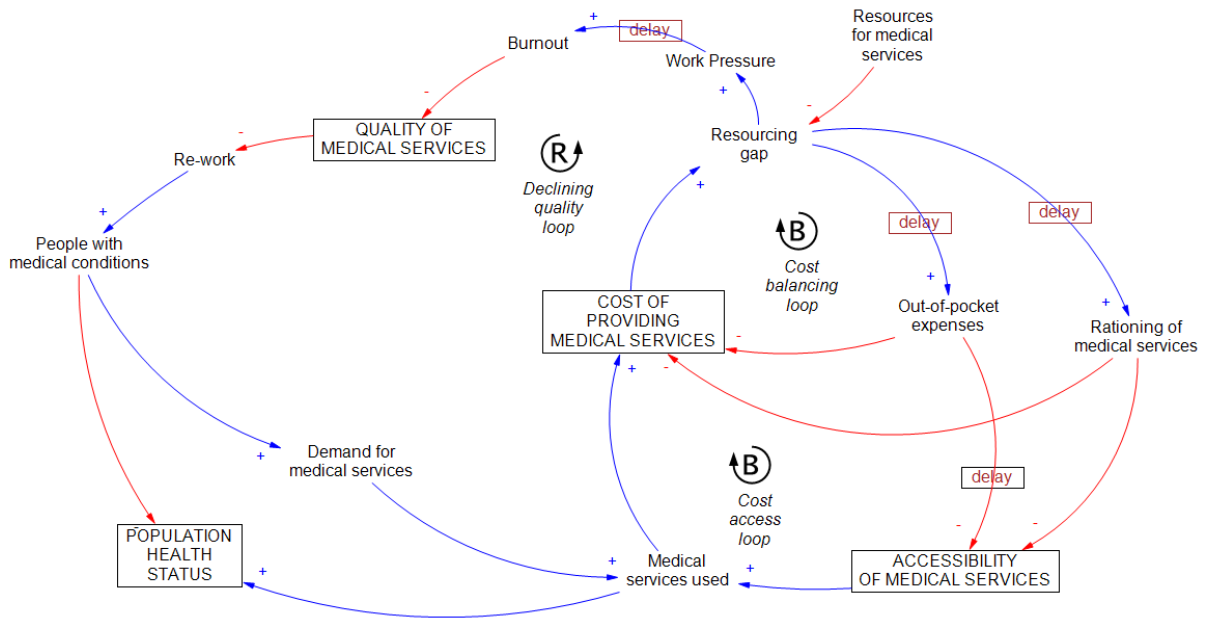 Resources
for medical
services
+
delay
Burnout
Work Pressure
-
+
-
QUALITY OF
MEDICAL SERVICES
-
Re-work
Resourcing
gap
R
Declining
quality
loop
+
+
delay
delay
B
Cost
balancing
loop
People with
medical conditions
+
+
COST OF
PROVIDING
MEDICAL SERVICES
Out-of-pocket
expenses
Rationing of
medical services
-
+
-
Demand for
medical services
+
B
Cost
access
loop
delay
-
POPULATION
HEALTH
STATUS
+
+
Medical
services used
+
-
-
ACCESSIBILITY
OF MEDICAL SERVICES